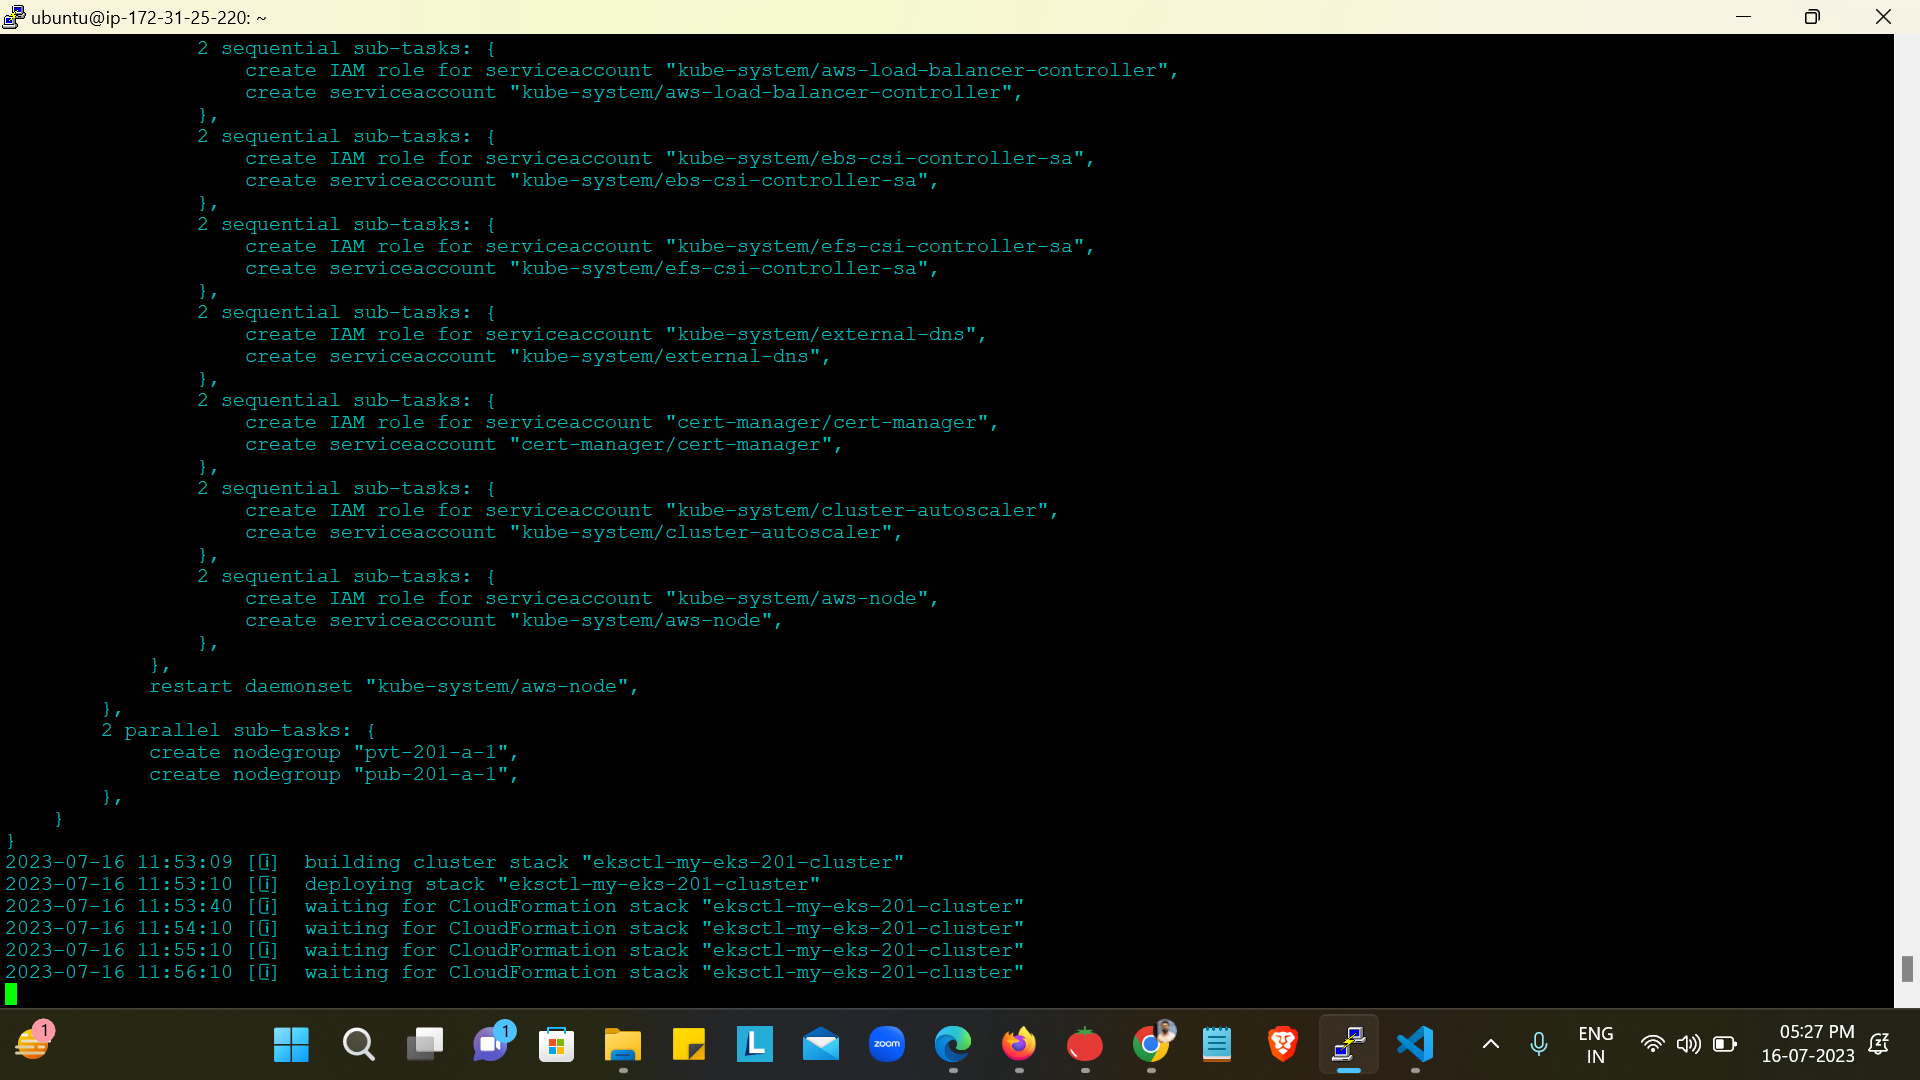 ubuntu@ip-172-31-25-220: ~
2 sequential sub-tasks: {
create IAM role for serviceaccount "kube-system/aws-load-balancer-controller",
create serviceaccount "kube-system/aws-load-balancer-controller",
},
2 sequential sub-tasks: {
create IAM role for serviceaccount "kube-system/ebs-csi-controller-sa",
create serviceaccount "kube-system/ebs-csi-controller-sa",
},
2 sequential sub-tasks: {
create IAM role for serviceaccount "kube-system/efs-csi-controller-sa",
create serviceaccount "kube-system/efs-csi-controller-sa",
},
2 sequential sub-tasks: {
create IAM role for serviceaccount "kube-system/external-dns",
create serviceaccount "kube-system/external-dns",
},
2 sequential sub-tasks: {
create IAM role for serviceaccount "cert-manager/cert-manager",
create serviceaccount "cert-manager/cert-manager",
},
2 sequential sub-tasks: {
create IAM role for serviceaccount "kube-system/cluster-autoscaler",
create serviceaccount "kube-system/cluster-autoscaler",
},
2 sequential sub-tasks: {
create IAM role for serviceaccount "kube-system/aws-node",
create serviceaccount "kube-system/aws-node",
},
},
restart daemonset "kube-system/aws-node",
},
2 parallel sub-tasks: {
create nodegroup "pvt-201-a-1",
create nodegroup "pub-201-a-1",
},
}
}
2023-07-16 11:53:09 [ℹ]  building cluster stack "eksctl-my-eks-201-cluster"
2023-07-16 11:53:10 [ℹ]  deploying stack "eksctl-my-eks-201-cluster"
2023-07-16 11:53:40 [ℹ]  waiting for CloudFormation stack "eksctl-my-eks-201-cluster"
2023-07-16 11:54:10 [ℹ]  waiting for CloudFormation stack "eksctl-my-eks-201-cluster"
2023-07-16 11:55:10 [ℹ]  waiting for CloudFormation stack "eksctl-my-eks-201-cluster"
2023-07-16 11:56:10 [ℹ]  waiting for CloudFormation stack "eksctl-my-eks-201-cluster"
1
1
L
zoom
ENG
IN
05:27 PM
16-07-2023